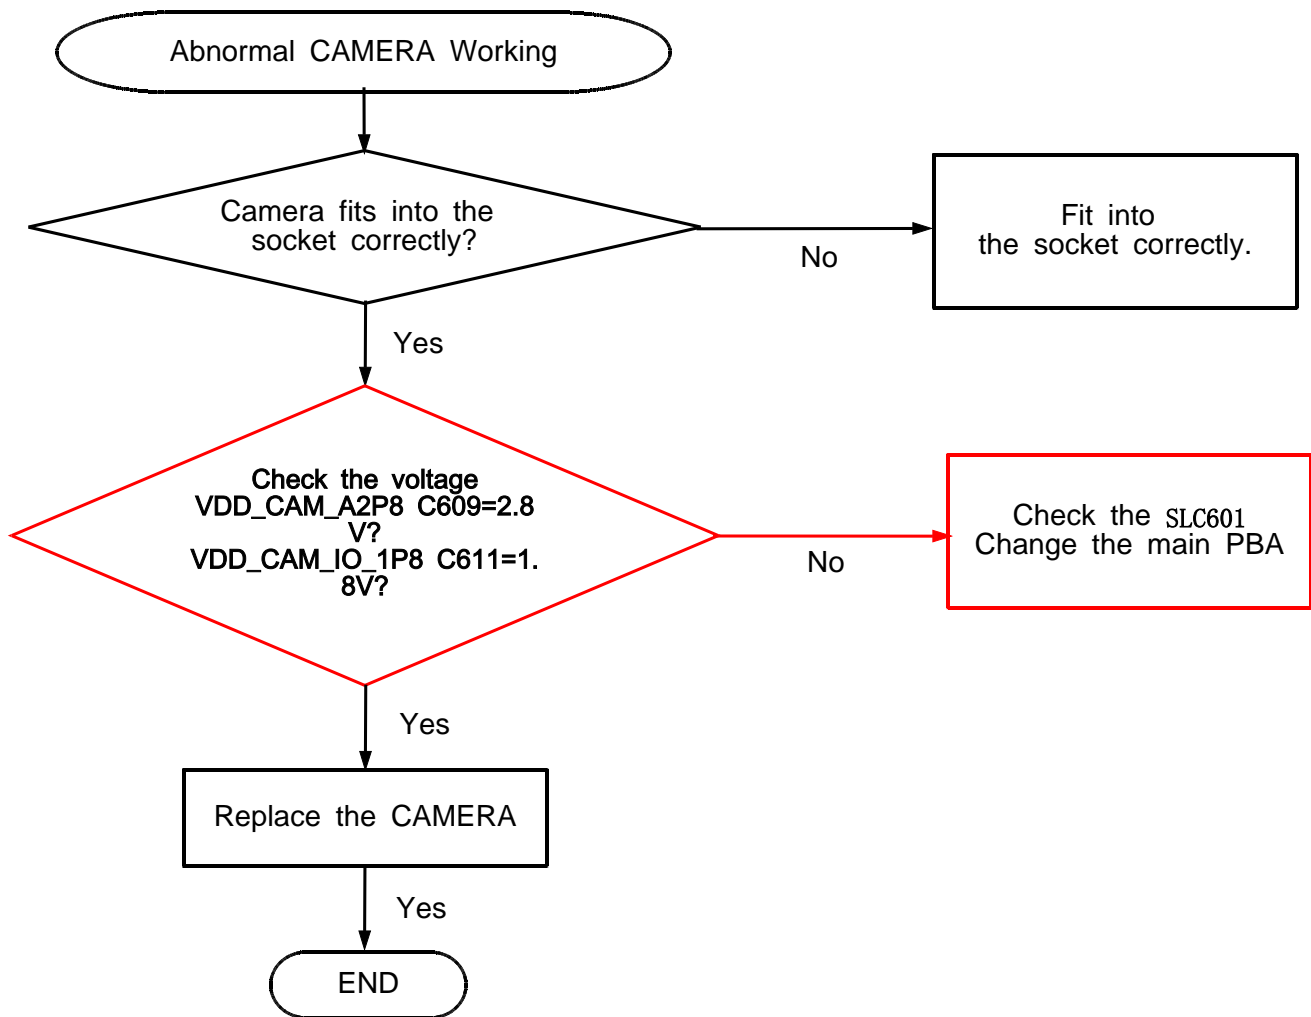 Abnormal CAMERA Working
Camera fits into the
socket correctly?
No
Fit into
the socket correctly.
Yes
Check the voltage
VDD_CAM_A2P8 C609=2.8
V?
VDD_CAM_IO_1P8 C611=1.
8V?
No
Check the SLC601
Change the main PBA
Yes
Replace the CAMERA
Yes
END